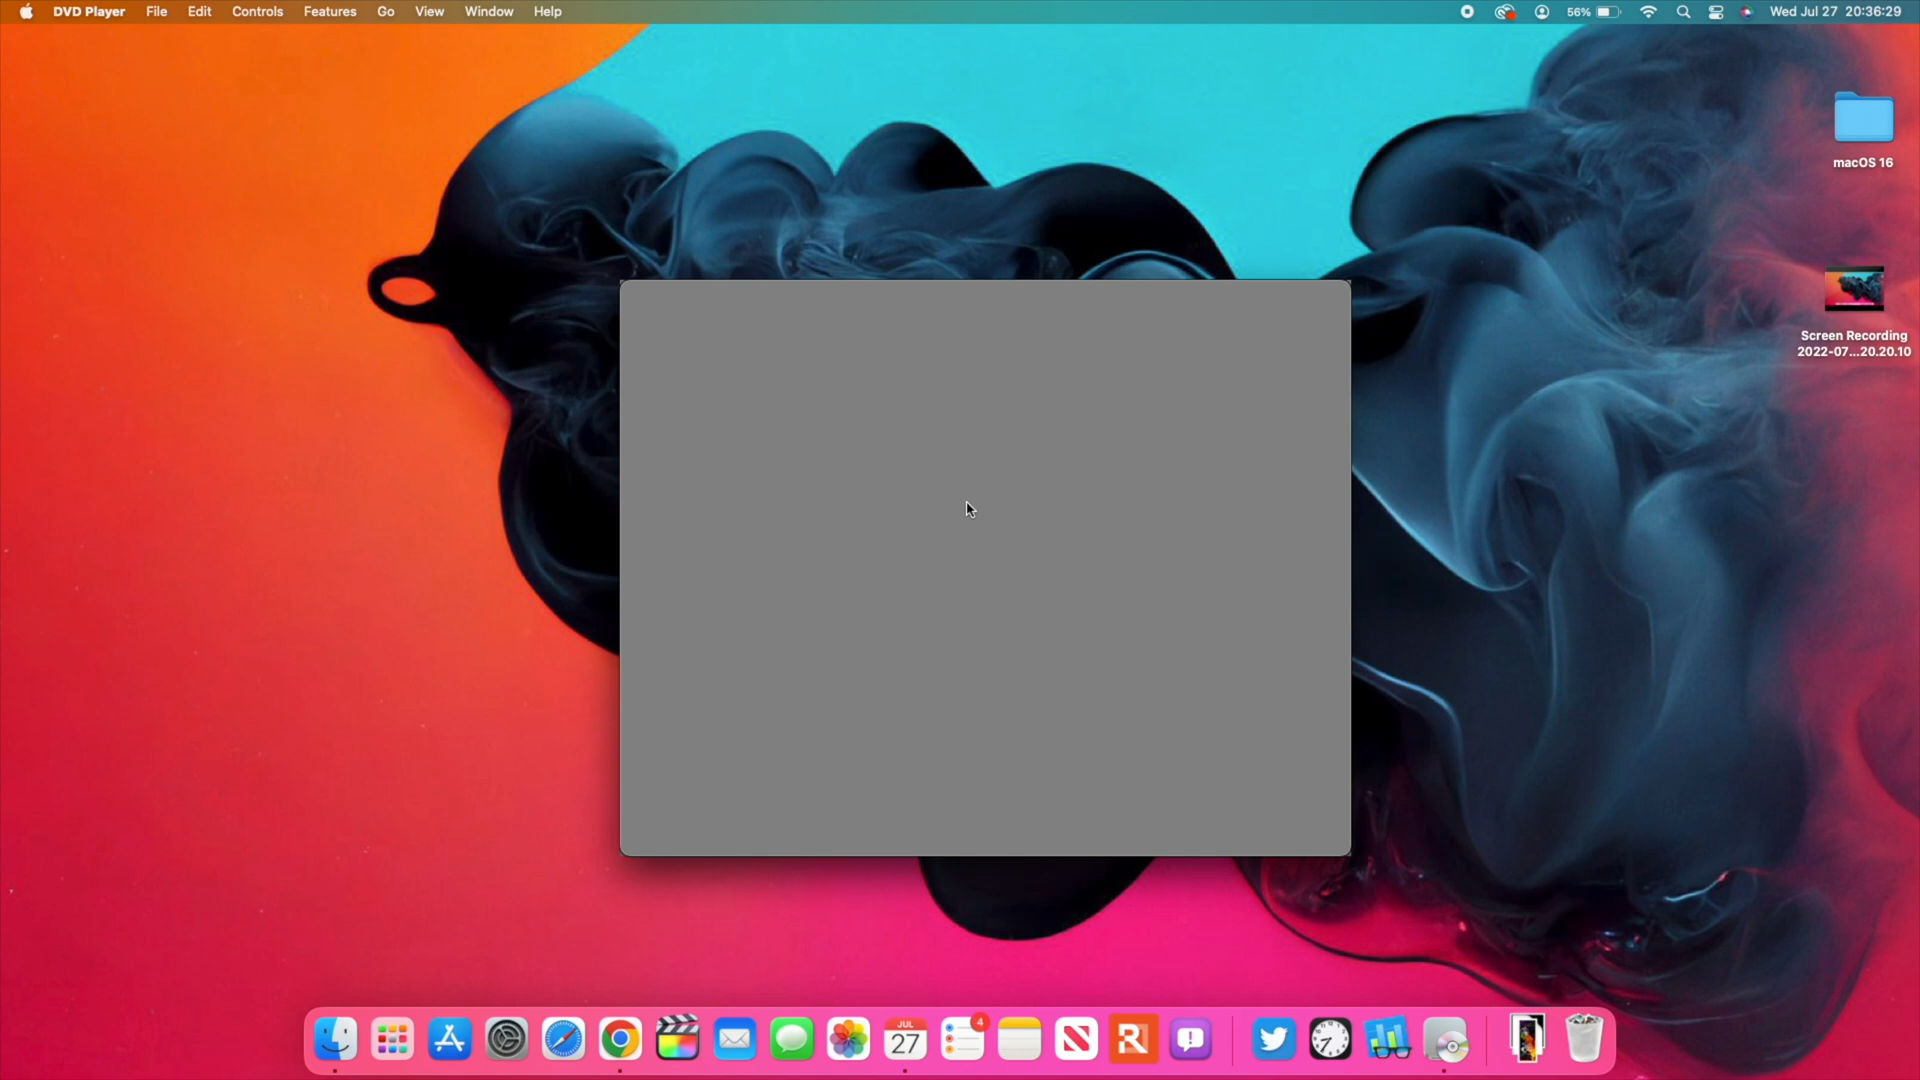 DVD Player File Edit Controls Features Go View Window Help 56% Wed Jul 27 20:36:29
macOS 16
Screen Recording
2022-07...20.20.10
JUL
27
4